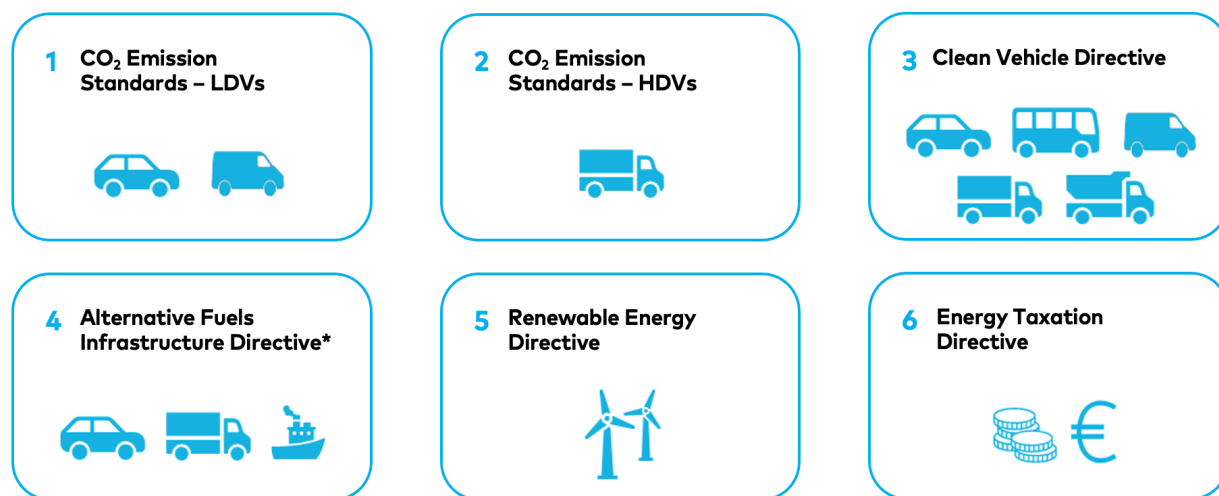 1 CO₂ Emission
Standards – LDVs
2 CO₂ Emission
Standards – HDVs
3 Clean Vehicle Directive
4 Alternative Fuels
Infrastructure Directive*
5 Renewable Energy
Directive
6 Energy Taxation
Directive
€